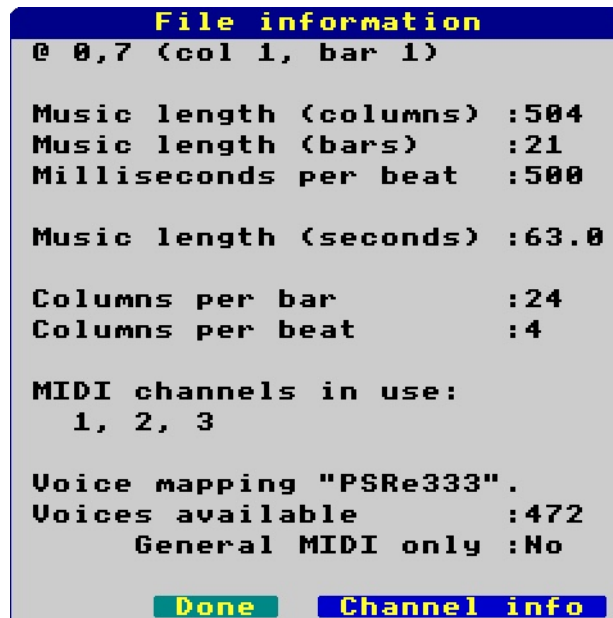 File information
@ 0,7 (col 1, bar 1)
Music length (columns) :504
Music length (bars) :21
Milliseconds per beat :500
Music length (seconds) :63.0
Columns per bar :24
Columns per beat :4
MIDI channels in use:
1, 2, 3
Voice mapping "PSRe333".
Voices available :472
General MIDI only :No
Done Channel info